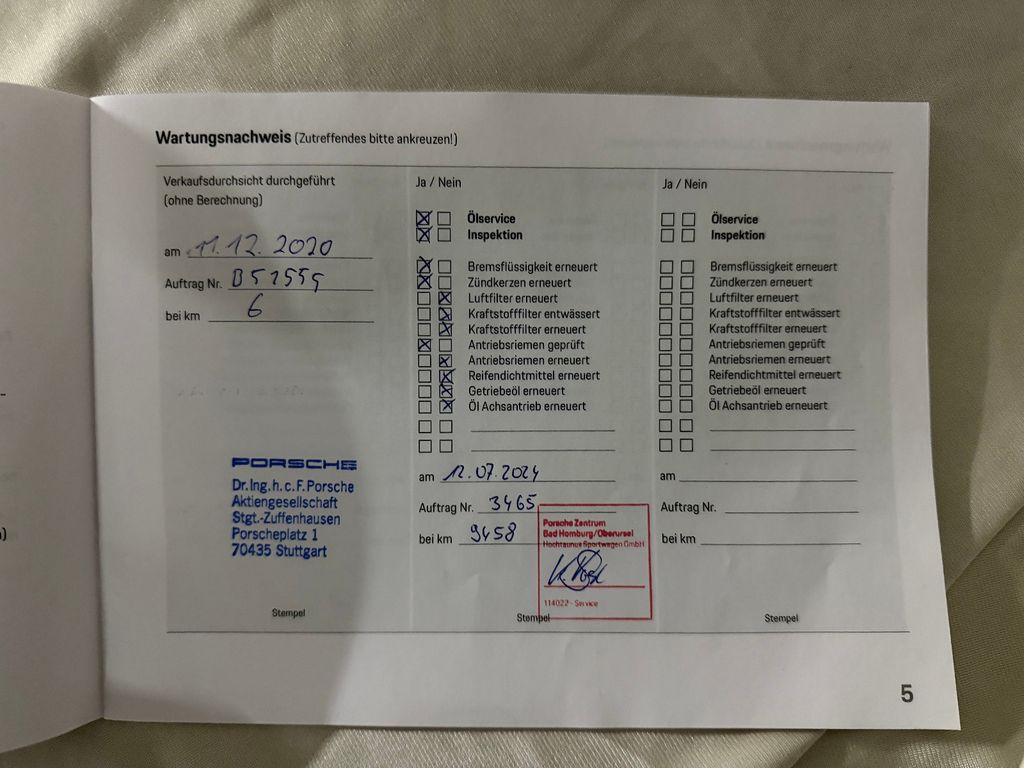 Wartungsnachweis (Zutreffendes bitte ankreuzen!)
Verkaufsdurchsicht durchgeführt
(ohne Berechnung)
am 11.12.2020
Auftrag Nr.
bei km 6
PORSCHE
Dr.Ing.h.c.F.Porsche
Aktiengesellschaft
Stgt.-Zuffenhausen
Porscheplatz 1
70435 Stuttgart
Stempel
Ja / Nein
Ölservice
Inspektion
Bremsflüssigkeit erneuert
Zündkerzen erneuert
Luftfilter erneuert
Kraftstofffilter entwässert
Kraftstofffilter erneuert
Antriebsriemen geprüft
Antriebsriemen erneuert
Reifendichtmittel erneuert
Getriebeöl erneuert
Öl Achsantrieb erneuert
am 12.07.2024
Auftrag Nr. 3465
bei km 9458
Porsche Zentrum
Bad Homburg/Oberursel
Hochtaunus Sportwagen GmbH
114022 - Service
Stempel
Ja / Nein
Ölservice
Inspektion
Bremsflüssigkeit erneuert
Zündkerzen erneuert
Luftfilter erneuert
Kraftstofffilter entwässert
Kraftstofffilter erneuert
Antriebsriemen geprüft
Antriebsriemen erneuert
Reifendichtmittel erneuert
Getriebeöl erneuert
Öl Achsantrieb erneuert
am
Auftrag Nr.
bei km
Stempel
5